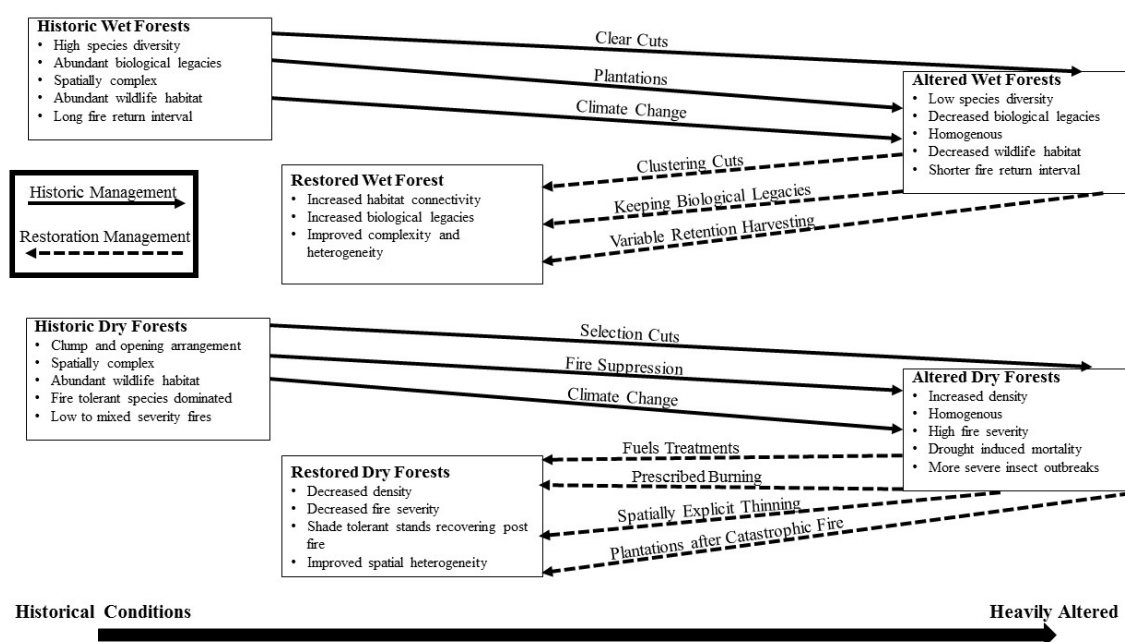 Historic Wet Forests
• High species diversity
• Abundant biological legacies
• Spatially complex
• Abundant wildlife habitat
• Long fire return interval
Clear Cuts
Plantations
Climate Change
Altered Wet Forests
• Low species diversity
• Decreased biological legacies
• Homogenous
• Decreased wildlife habitat
• Shorter fire return interval
Clustering Cuts
Keeping Biological Legacies
Variable Retention Harvesting
Restored Wet Forest
• Increased habitat connectivity
• Increased biological legacies
• Improved complexity and
heterogeneity
Historic Management
Restoration Management
Historic Dry Forests
• Clump and opening arrangement
• Spatially complex
• Abundant wildlife habitat
• Fire tolerant species dominated
• Low to mixed severity fires
Selection Cuts
Fire Suppression
Climate Change
Altered Dry Forests
• Increased density
• Homogenous
• High fire severity
• Drought induced mortality
• More severe insect outbreaks
Fuels Treatments
Prescribed Burning
Spatially Explicit Thinning
Plantations after Catastrophic Fire
Restored Dry Forests
• Decreased density
• Decreased fire severity
• Shade tolerant stands recovering post
fire
• Improved spatial heterogeneity
Historical Conditions
Heavily Altered